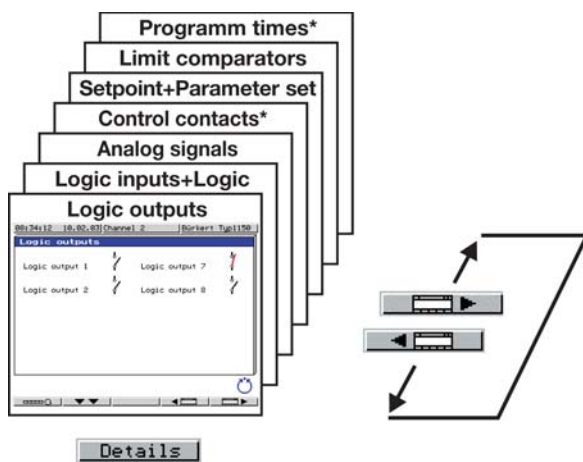 Programm times*
Limit comparators
Setpoint+Parameter set
Control contacts*
Analog signals
Logic inputs+Logic
Logic outputs
08:34:12 10.02.03 Channel 2 Bürkert Typ1150
Logic outputs
Logic output 1 Logic output 7
Logic output 2 Logic output 8
Details